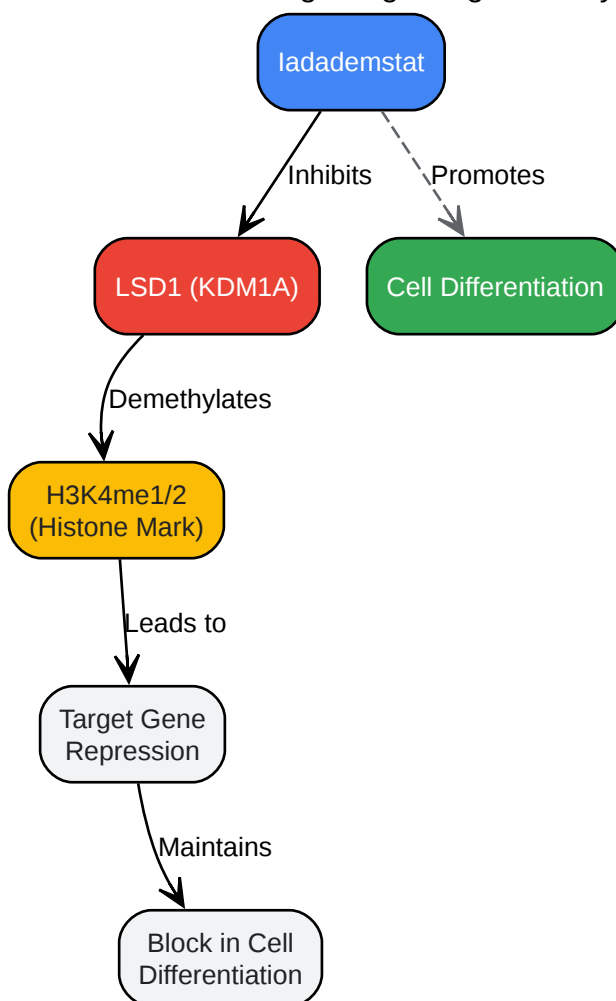 Iadademstat
Inhibits
Promotes
LSD1 (KDM1A)
Cell Differentiation
Demethylates
H3K4me1/2
(Histone Mark)
Leads to
Target Gene
Repression
Maintains
Block in Cell
Differentiation